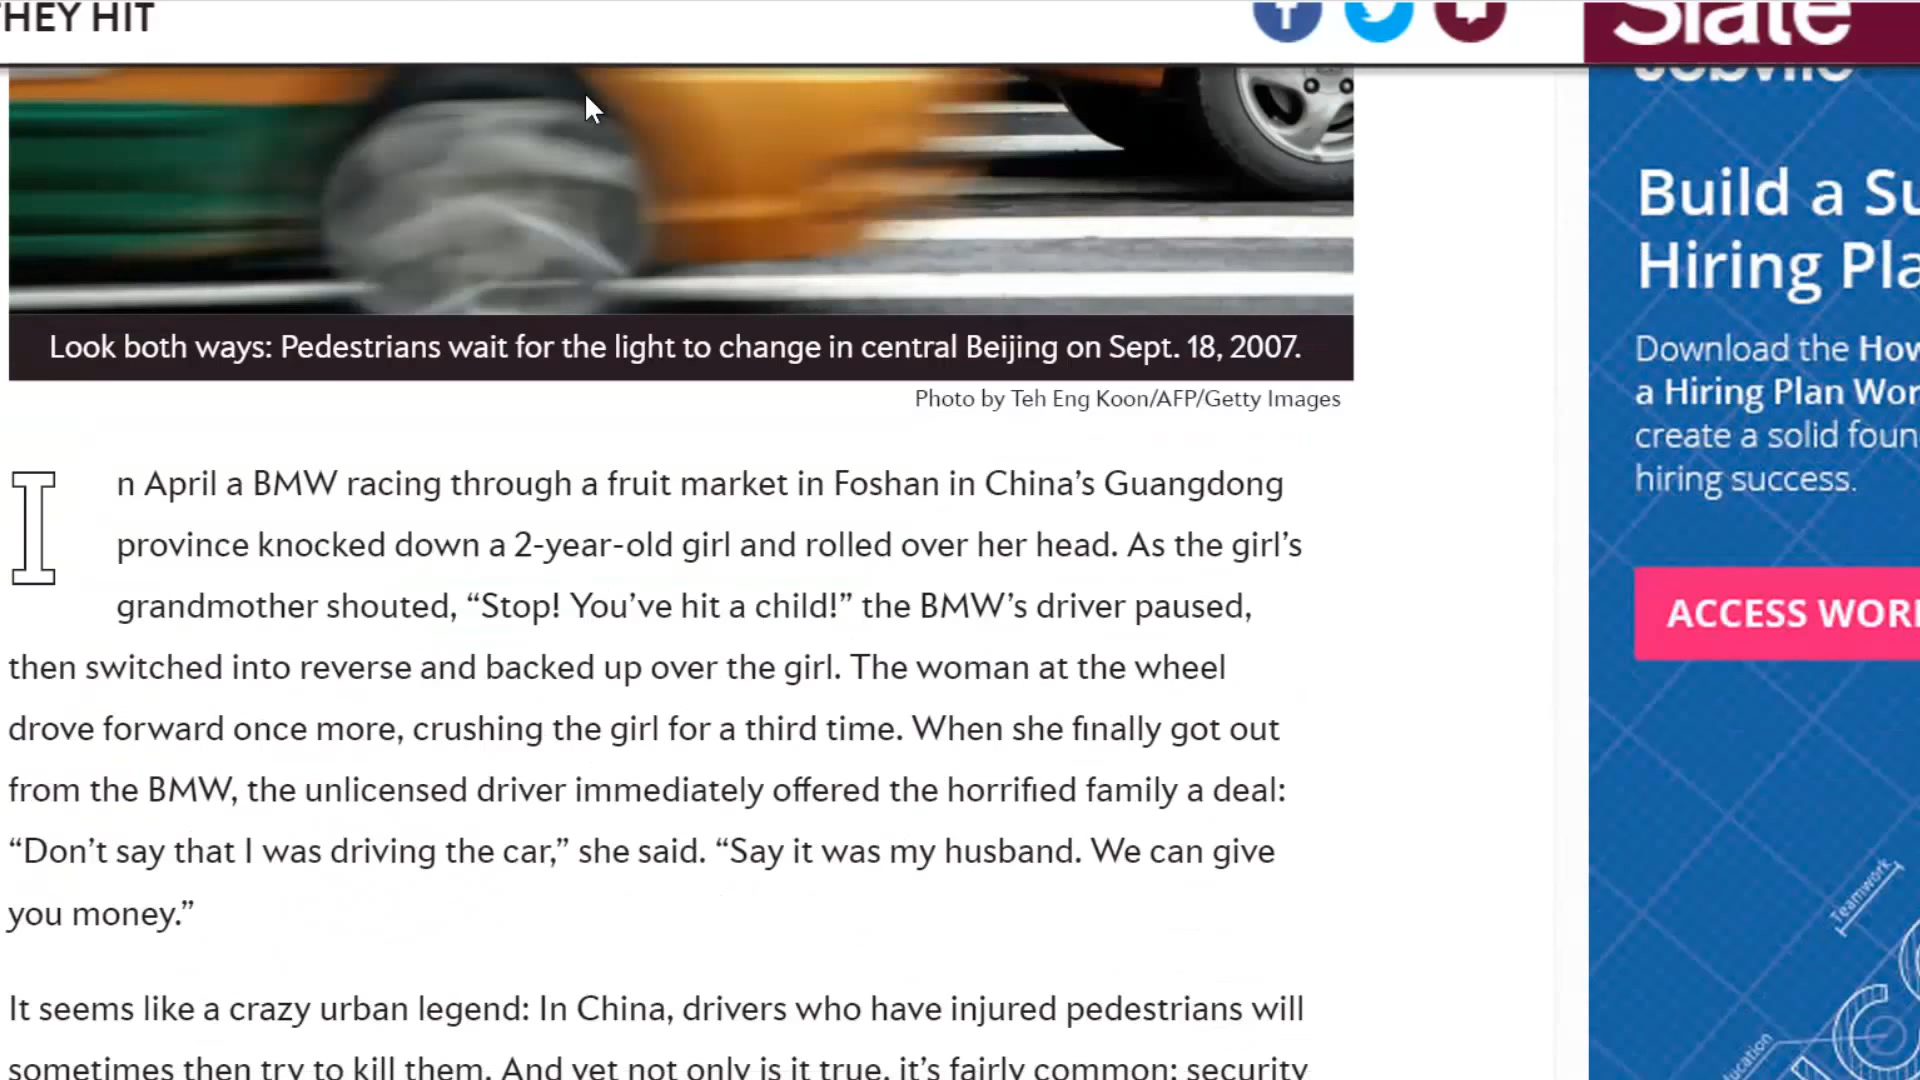 THEY HIT
Slate
Look both ways: Pedestrians wait for the light to change in central Beijing on Sept. 18, 2007.
Photo by Teh Eng Koon/AFP/Getty Images
In April a BMW racing through a fruit market in Foshan in China’s Guangdong
province knocked down a 2-year-old girl and rolled over her head. As the girl’s
grandmother shouted, “Stop! You’ve hit a child!” the BMW’s driver paused,
then switched into reverse and backed up over the girl. The woman at the wheel
drove forward once more, crushing the girl for a third time. When she finally got out
from the BMW, the unlicensed driver immediately offered the horrified family a deal:
“Don’t say that I was driving the car,” she said. “Say it was my husband. We can give
you money.”
It seems like a crazy urban legend: In China, drivers who have injured pedestrians will
sometimes then try to kill them. And yet not only is it true, it’s fairly common; security
Build a Su
Hiring Pla
Download the How
a Hiring Plan Wor
create a solid foun
hiring success.
ACCESS WOR
Teamwork